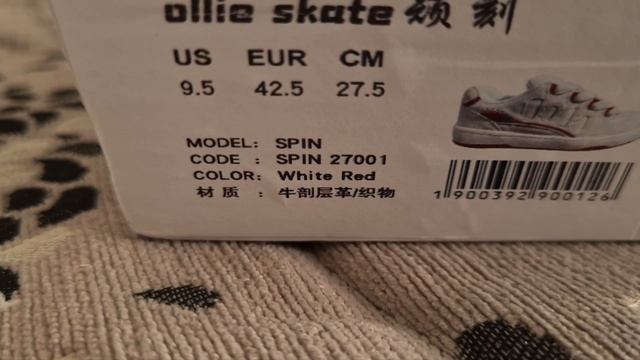 ollie skate 顽刻
US EUR CM
9.5 42.5 27.5
MODEL: SPIN
CODE : SPIN 27001
COLOR: White Red
材 质 : 牛剖层革/织物
1 900392 900126